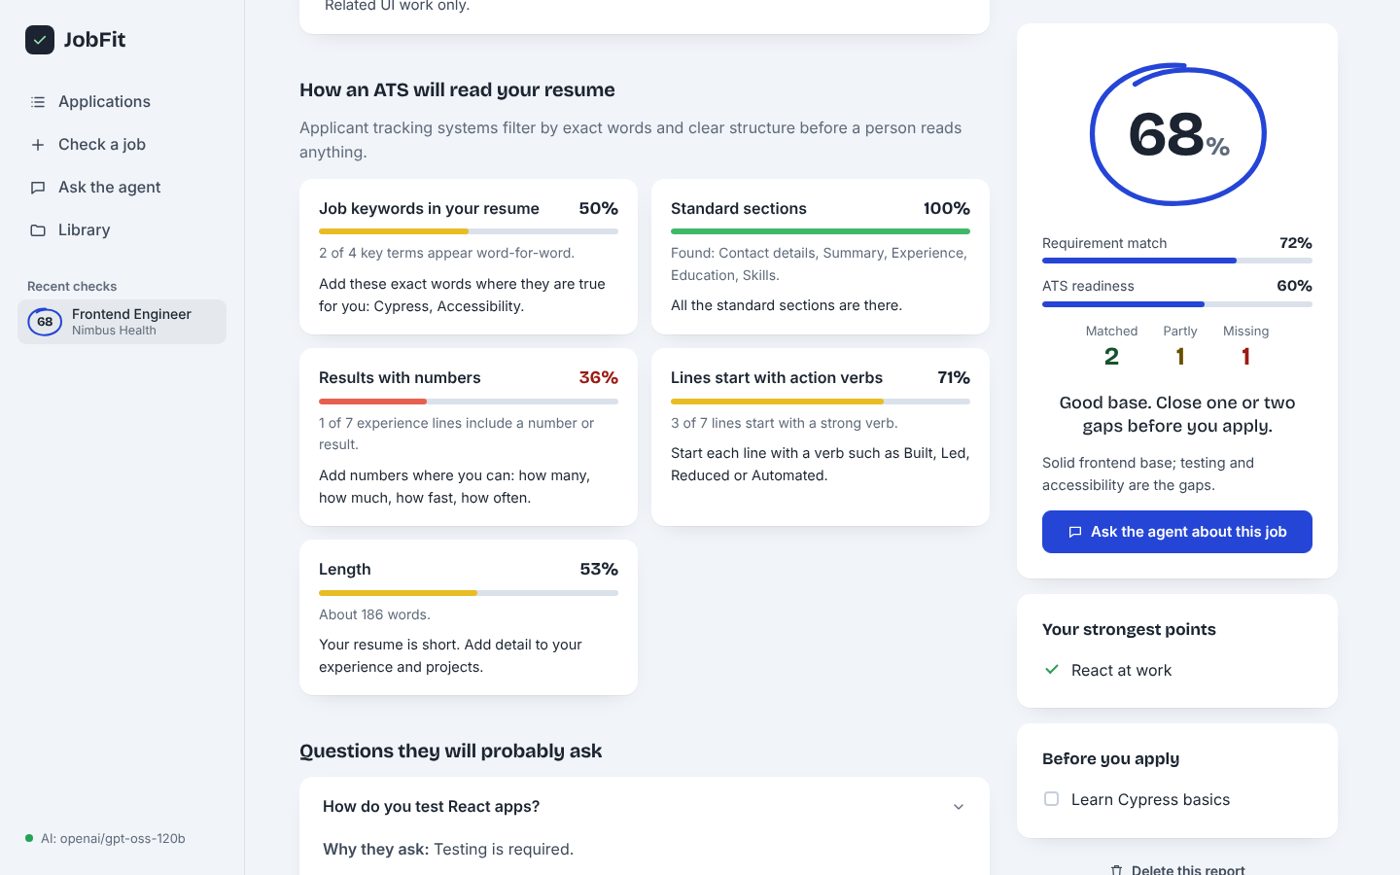 JobFit
Applications
Check a job
Ask the agent
Library
Recent checks
68
Frontend Engineer
Nimbus Health
AI: openai/gpt-oss-120b
Related UI work only.
How an ATS will read your resume
Applicant tracking systems filter by exact words and clear structure before a person reads
anything.
Job keywords in your resume 50%
2 of 4 key terms appear word-for-word.
Add these exact words where they are true
for you: Cypress, Accessibility.
Standard sections 100%
Found: Contact details, Summary, Experience,
Education, Skills.
All the standard sections are there.
Results with numbers 36%
1 of 7 experience lines include a number or
result.
Add numbers where you can: how many,
how much, how fast, how often.
Lines start with action verbs 71%
3 of 7 lines start with a strong verb.
Start each line with a verb such as Built, Led,
Reduced or Automated.
Length 53%
About 186 words.
Your resume is short. Add detail to your
experience and projects.
Questions they will probably ask
How do you test React apps?
Why they ask: Testing is required.
68%
Requirement match 72%
ATS readiness 60%
Matched Partly Missing
2 1 1
Good base. Close one or two
gaps before you apply.
Solid frontend base; testing and
accessibility are the gaps.
Ask the agent about this job
Your strongest points
React at work
Before you apply
Learn Cypress basics
Delete this report